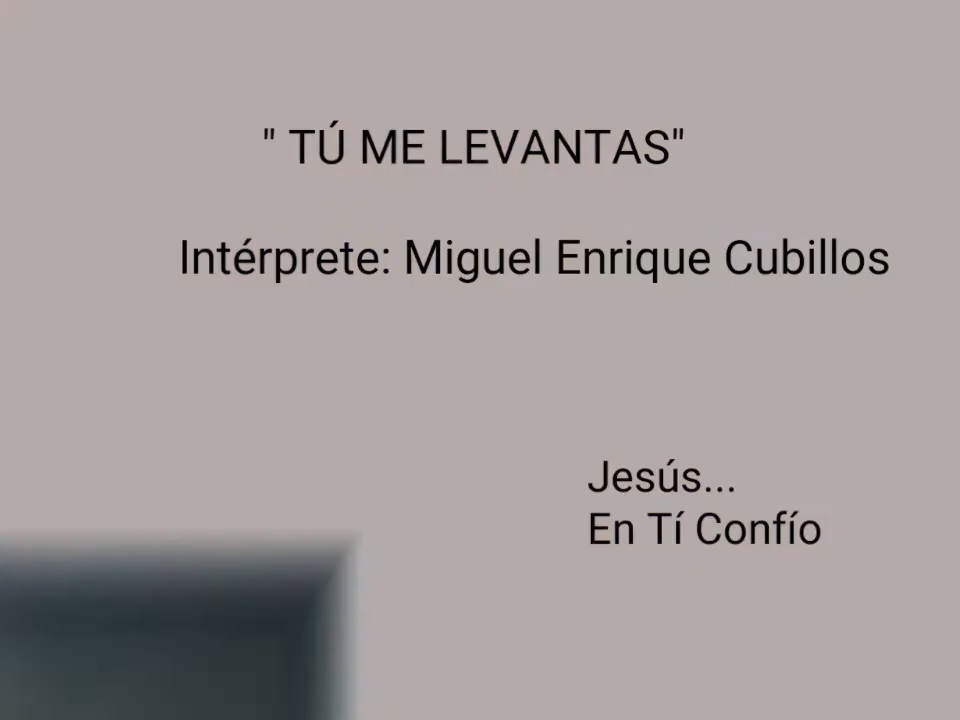 " TÚ ME LEVANTAS"
Intérprete: Miguel Enrique Cubillos
Jesús...
En Tí Confío